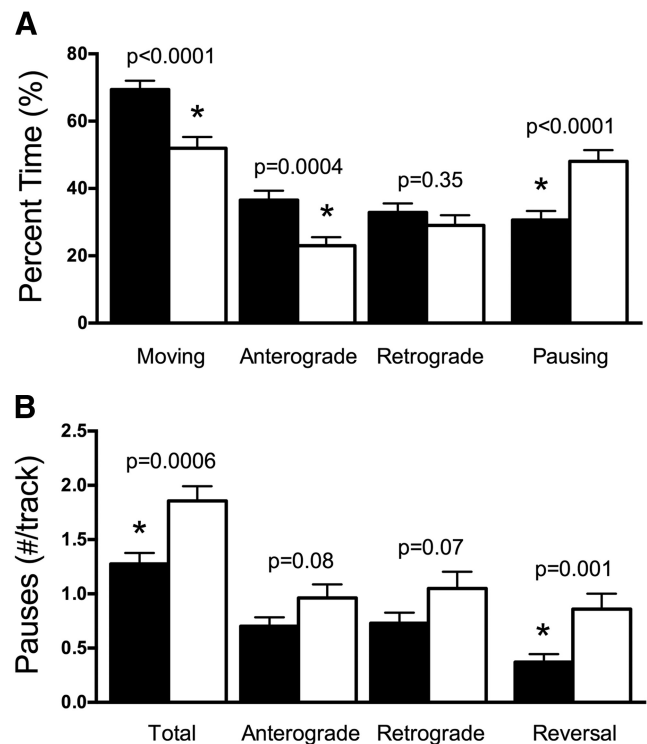 A
Percent Time (%)
80
60
40
20
0
p<0.0001
*
p=0.0004
*
p=0.35
p<0.0001
*
Moving Anterograde Retrograde Pausing
B
Pauses (#/track)
2.5
2.0
1.5
1.0
0.5
0.0
p=0.0006
*
p=0.08
p=0.07
p=0.001
*
Total Anterograde Retrograde Reversal